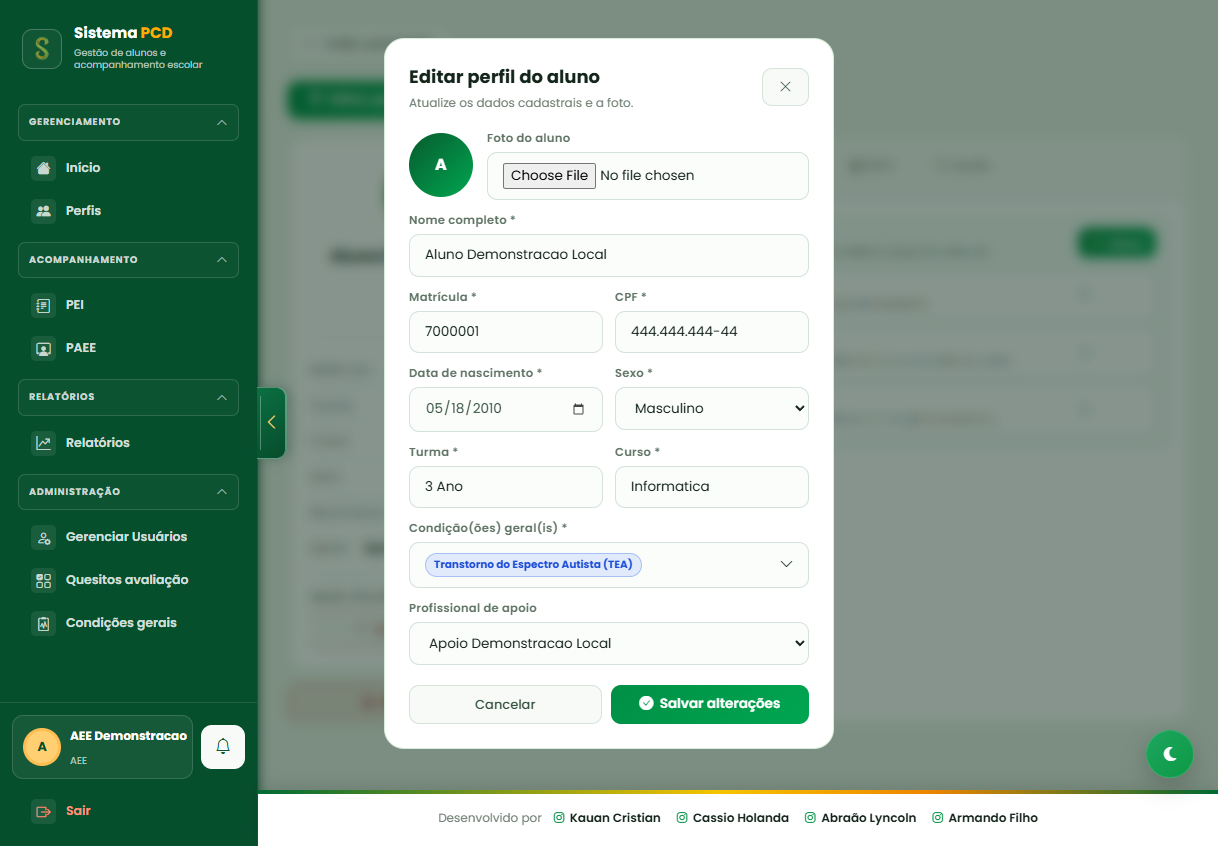 Sistema PCD
Gestão de alunos e
acompanhamento escolar
GERENCIAMENTO
Início
Perfis
ACOMPANHAMENTO
PEI
PAEE
RELATÓRIOS
Relatórios
ADMINISTRAÇÃO
Gerenciar Usuários
Quesitos avaliação
Condições gerais
A
AEE Demonstracao
AEE
Sair
Editar perfil do aluno
Atualize os dados cadastrais e a foto.
A
Foto do aluno
Choose File No file chosen
Nome completo *
Aluno Demonstracao Local
Matrícula * CPF *
7000001 444.444.444-44
Data de nascimento * Sexo *
05/18/2010 Masculino
Turma * Curso *
3 Ano Informatica
Condição(ões) geral(is) *
Transtorno do Espectro Autista (TEA)
Profissional de apoio
Apoio Demonstracao Local
Cancelar Salvar alterações
Desenvolvido por Kauan Cristian Cassio Holanda Abraão Lyncoln Armando Filho